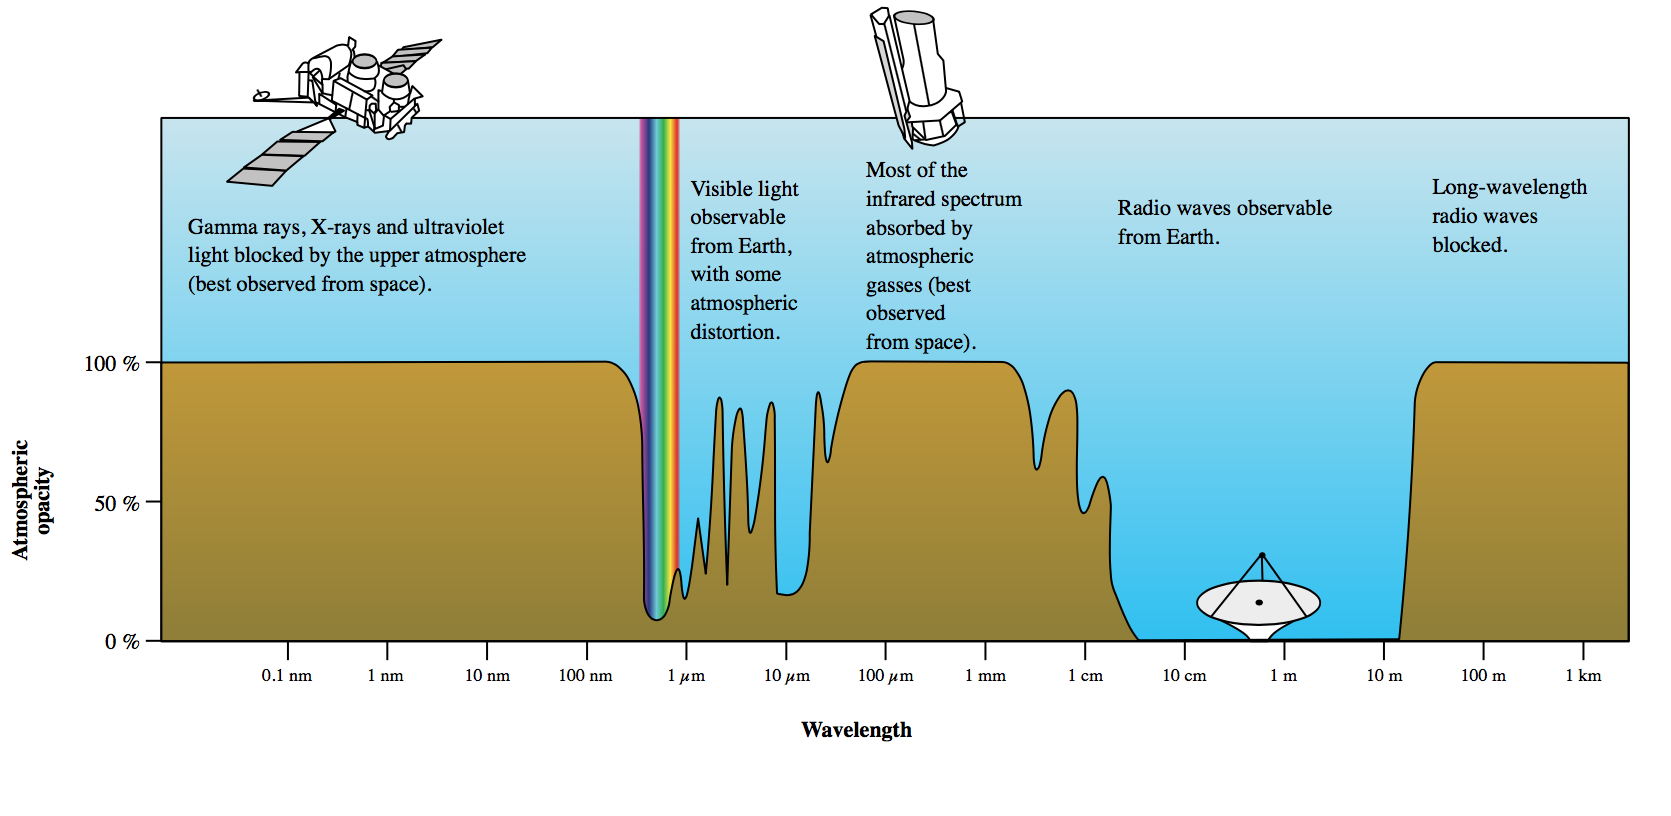 Gamma rays, X-rays and ultraviolet
light blocked by the upper atmosphere
(best observed from space).
Visible light
observable
from Earth,
with some
atmospheric
distortion.
Most of the
infrared spectrum
absorbed by
atmospheric
gasses (best
observed
from space).
Radio waves observable
from Earth.
Long-wavelength
radio waves
blocked.
Atmospheric
opacity
100 %
50 %
0 %
0.1 nm 1 nm 10 nm 100 nm 1 μm 10 μm 100 μm 1 mm 1 cm 10 cm 1 m 10 m 100 m 1 km
Wavelength